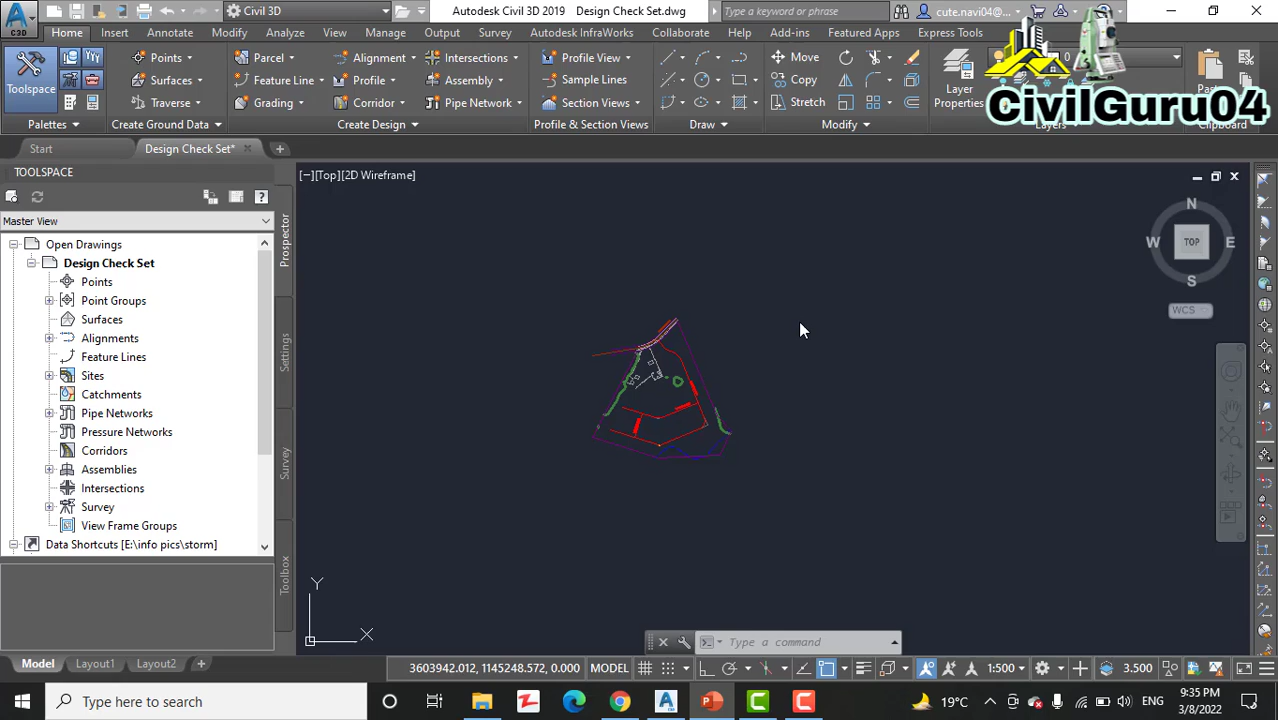 C3D
Civil 3D
Autodesk Civil 3D 2019
Design Check Set.dwg
Type a keyword or phrase
cute.navi04@...
Home
Insert
Annotate
Modify
Analyze
View
Manage
Output
Survey
Autodesk InfraWorks
Collaborate
Help
Add-ins
Featured Apps
Express Tools
Points
Parcel
Alignment
Intersections
Profile View
Move
0
Surfaces
Feature Line
Profile
Assembly
Sample Lines
Copy
Toolspace
Layer
Properties
Traverse
Grading
Corridor
Pipe Network
Section Views
Stretch
CivilGuru04
Palettes
Create Ground Data
Create Design
Profile & Section Views
Draw
Modify
Layers
Clipboard
Start
Design Check Set*
TOOLSPACE
[−][Top][2D Wireframe]
Master View
Open Drawings
Design Check Set
Points
Point Groups
Surfaces
Alignments
Feature Lines
Sites
Catchments
Pipe Networks
Pressure Networks
Corridors
Assemblies
Intersections
Survey
View Frame Groups
Data Shortcuts [E:\info pics\storm]
Prospector
Settings
Survey
Toolbox
N
W
TOP
E
S
WCS
Y
X
Type a command
Model
Layout1
Layout2
3603942.012, 1145248.572, 0.000
MODEL
1:500
3.500
Type here to search
19°C
ENG
9:35 PM
3/8/2022